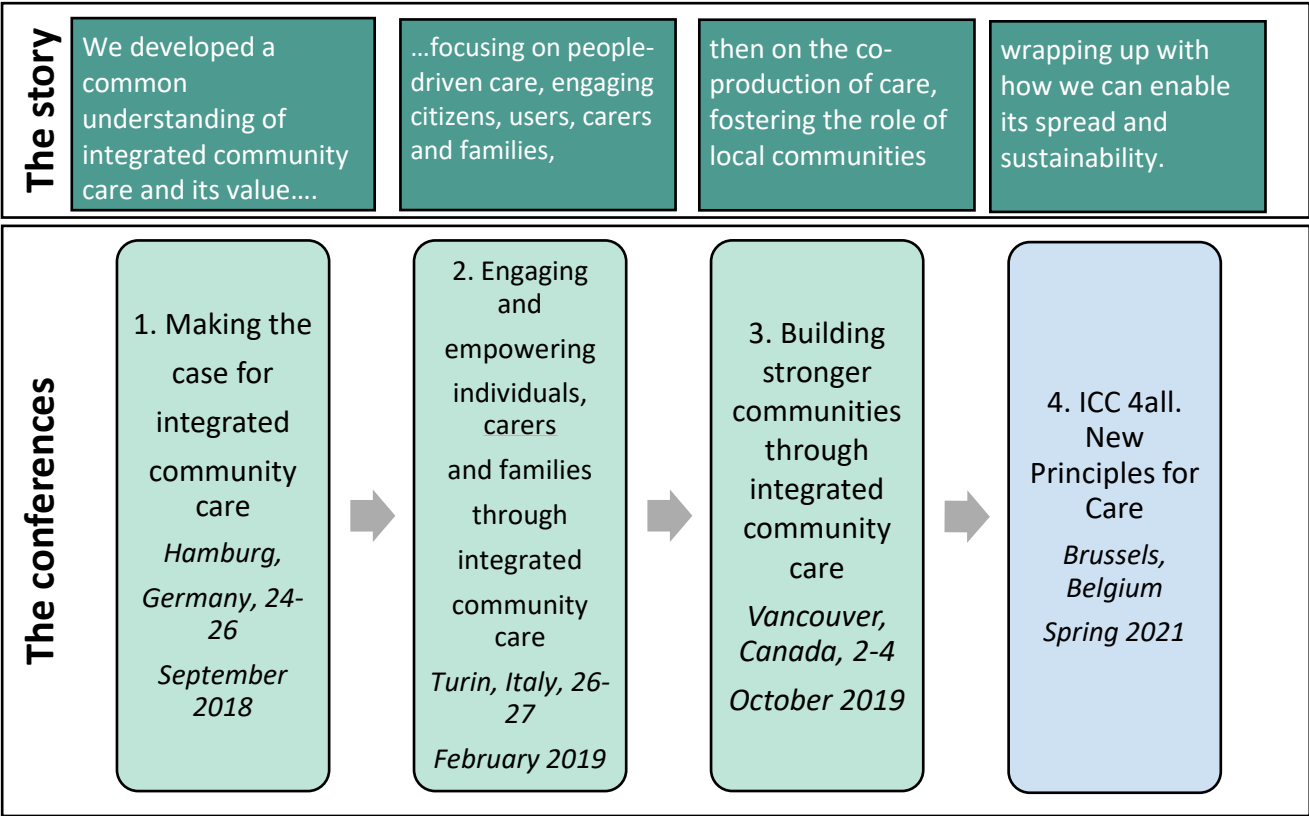 The story
We developed a
common
understanding of
integrated community
care and its value....
...focusing on people-
driven care, engaging
citizens, users, carers
and families,
then on the co-
production of care,
fostering the role of
local communities
wrapping up with
how we can enable
its spread and
sustainability.
The conferences
1. Making the
case for
integrated
community
care
Hamburg,
Germany, 24-
26
September
2018
2. Engaging
and
empowering
individuals,
carers
and families
through
integrated
community
care
Turin, Italy, 26-
27
February 2019
3. Building
stronger
communities
through
integrated
community
care
Vancouver,
Canada, 2-4
October 2019
4. ICC 4all.
New
Principles for
Care
Brussels,
Belgium
Spring 2021